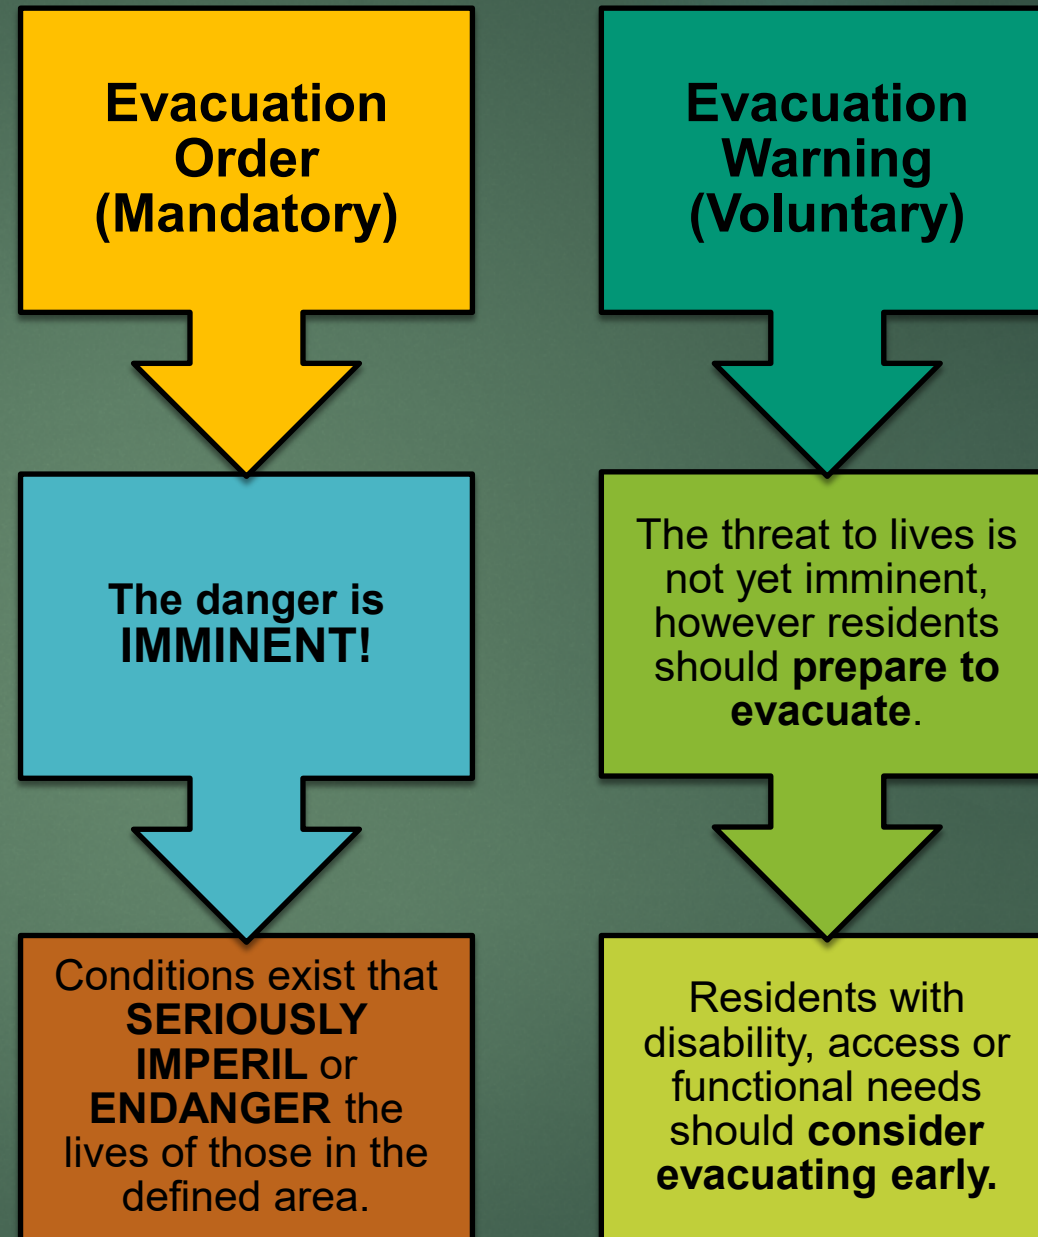 Evacuation
Order
(Mandatory)
The danger is
IMMINENT!
Conditions exist that
SERIOUSLY
IMPERIL or
ENDANGER the
lives of those in the
defined area.
Evacuation
Warning
(Voluntary)
The threat to lives is
not yet imminent,
however residents
should prepare to
evacuate.
Residents with
disability, access or
functional needs
should consider
evacuating early.